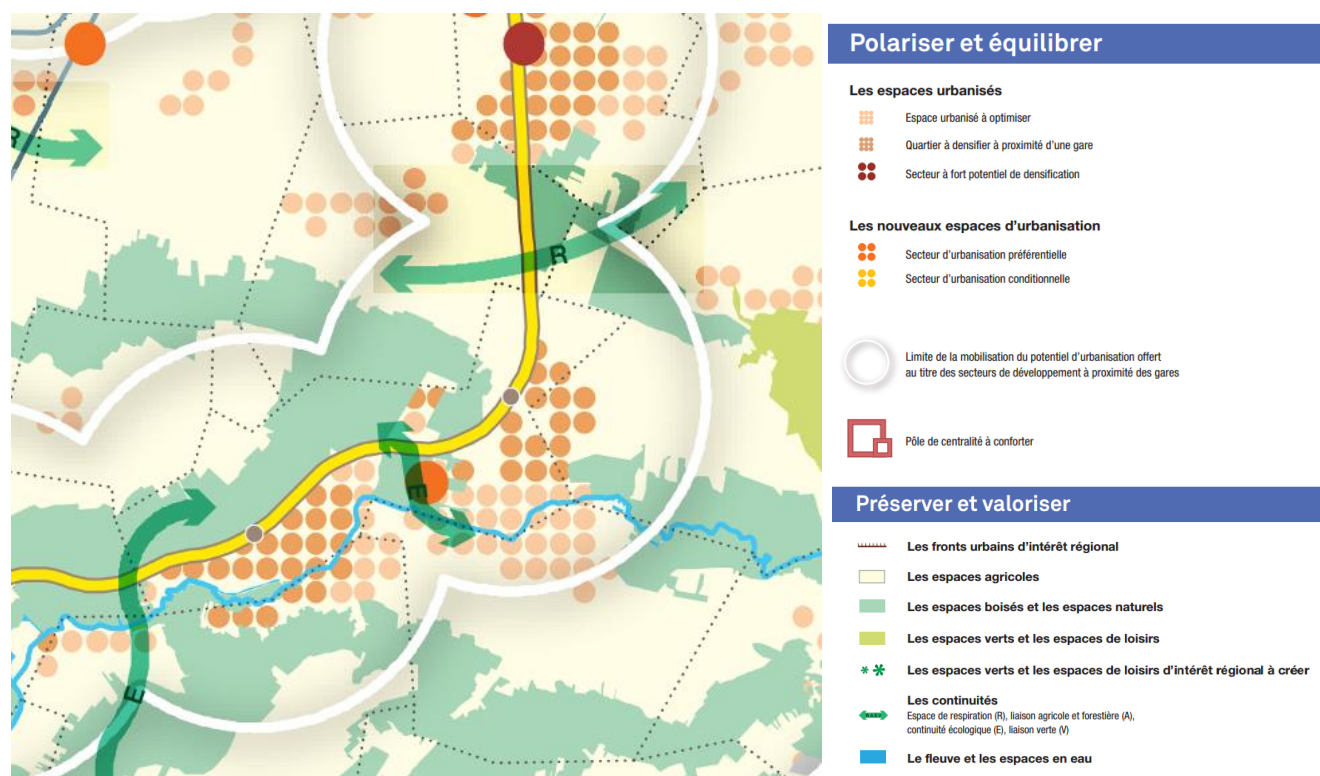 R
R
E
E
Polariser et équilibrer
Les espaces urbanisés
Espace urbanisé à optimiser
Quartier à densifier à proximité d'une gare
Secteur à fort potentiel de densification
Les nouveaux espaces d'urbanisation
Secteur d'urbanisation préférentielle
Secteur d'urbanisation conditionnelle
Limite de la mobilisation du potentiel d'urbanisation offert
au titre des secteurs de développement à proximité des gares
Pôle de centralité à conforter
Préserver et valoriser
Les fronts urbains d'intérêt régional
Les espaces agricoles
Les espaces boisés et les espaces naturels
Les espaces verts et les espaces de loisirs
Les espaces verts et les espaces de loisirs d'intérêt régional à créer
Les continuités
Espace de respiration (R), liaison agricole et forestière (A),
continuité écologique (E), liaison verte (V)
Le fleuve et les espaces en eau